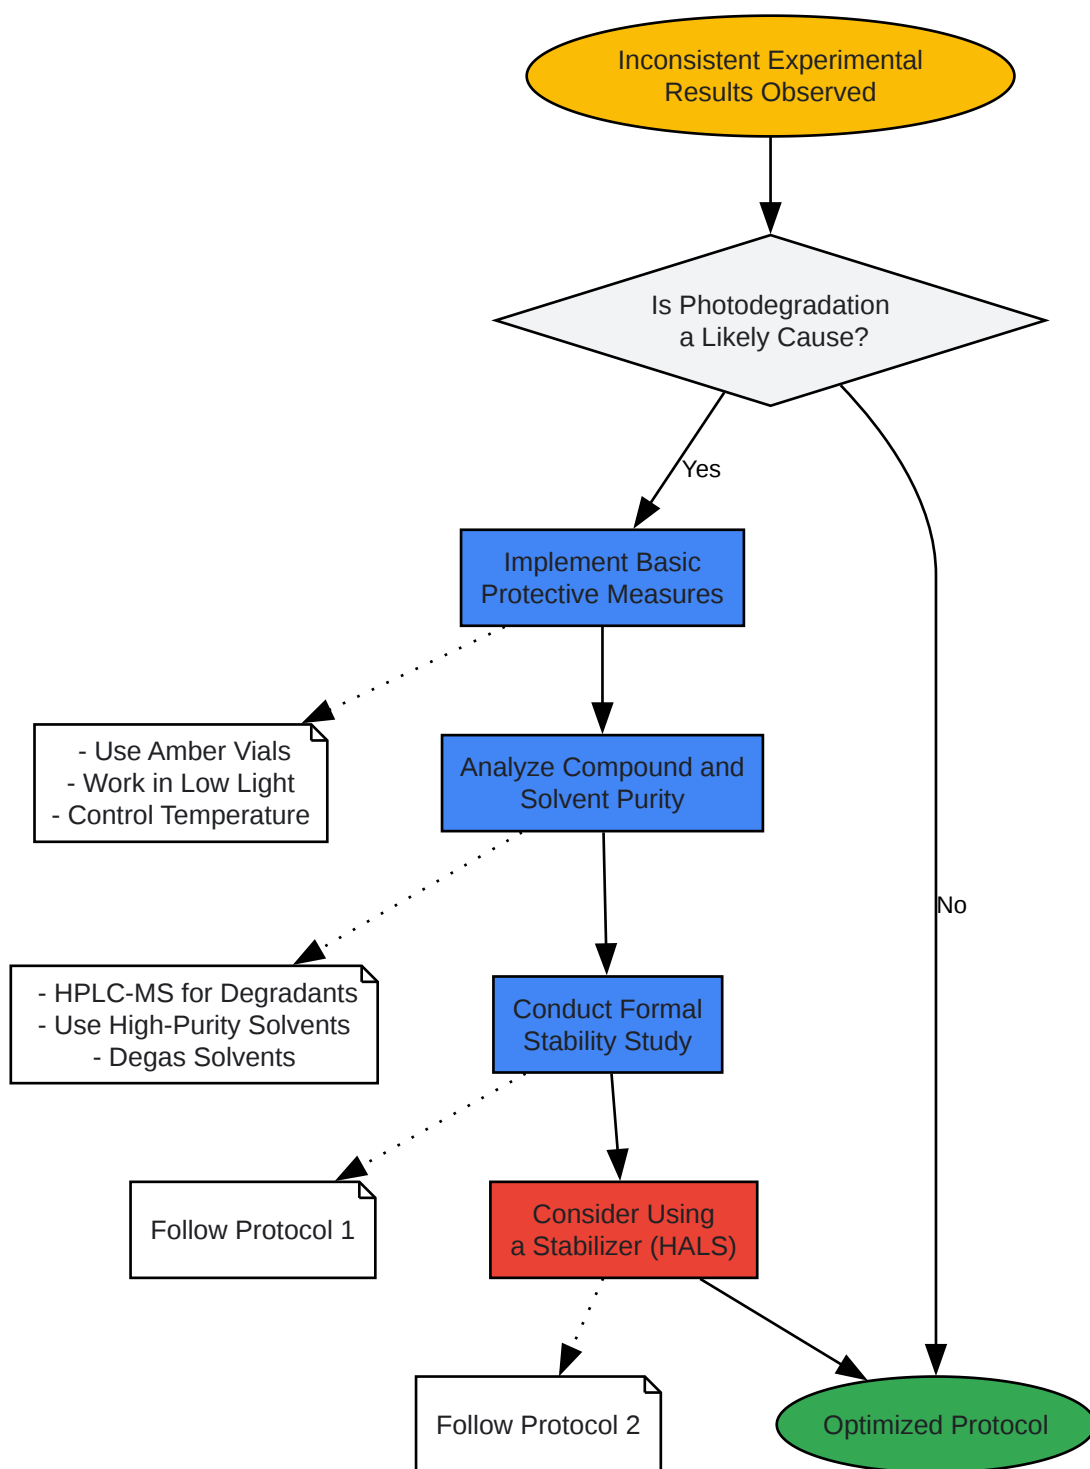 Inconsistent Experimental
Results Observed
Is Photodegradation
a Likely Cause?
Yes
Implement Basic
Protective Measures
- Use Amber Vials
- Work in Low Light
- Control Temperature
Analyze Compound and
Solvent Purity
No
- HPLC-MS for Degradants
- Use High-Purity Solvents
- Degas Solvents
Conduct Formal
Stability Study
Follow Protocol 1
Consider Using
a Stabilizer (HALS)
Follow Protocol 2
Optimized Protocol